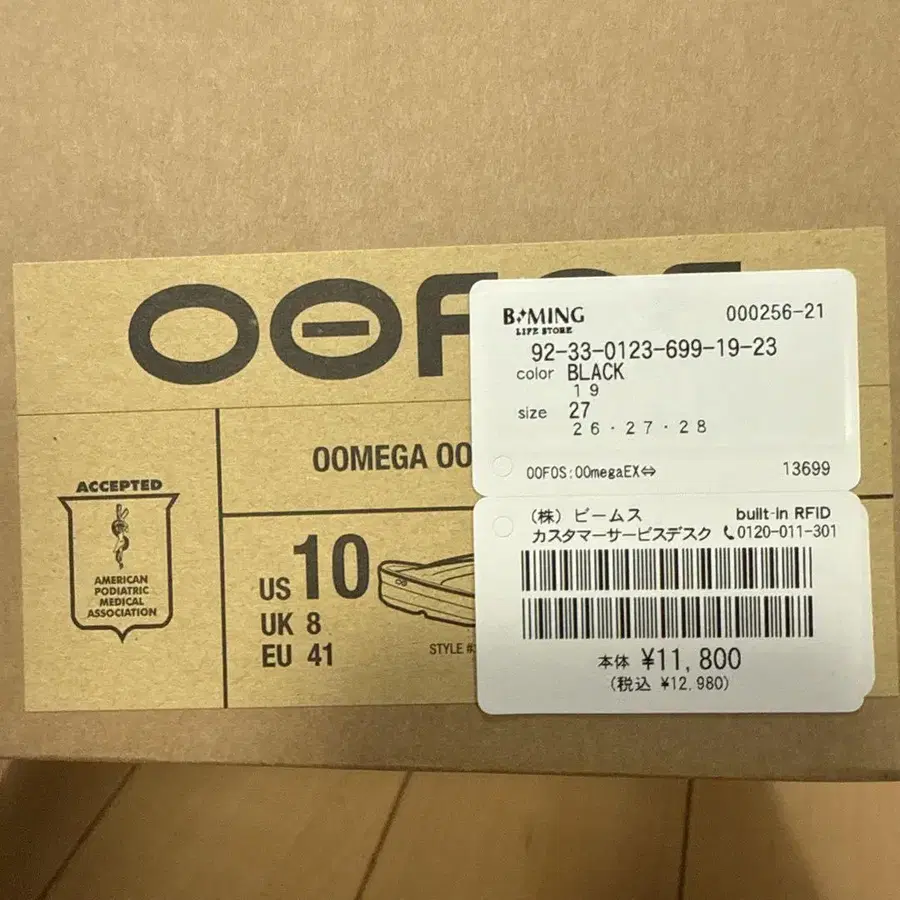 OOF
OOMEGA OO
ACCEPTED
AMERICAN
PODIATRIC
MEDICAL
ASSOCIATION
US 10
UK 8
EU 41
STYLE #
B:MING
LIFE STORE
000256-21
92-33-0123-699-19-23
color BLACK
19
size 27
26・27・28
OOFOS:OOmegaEX⇔ 13699
(株) ビームス built-in RFID
カスタマーサービスデスク 0120-011-301
本体 ¥11,800
(税込 ¥12,980)